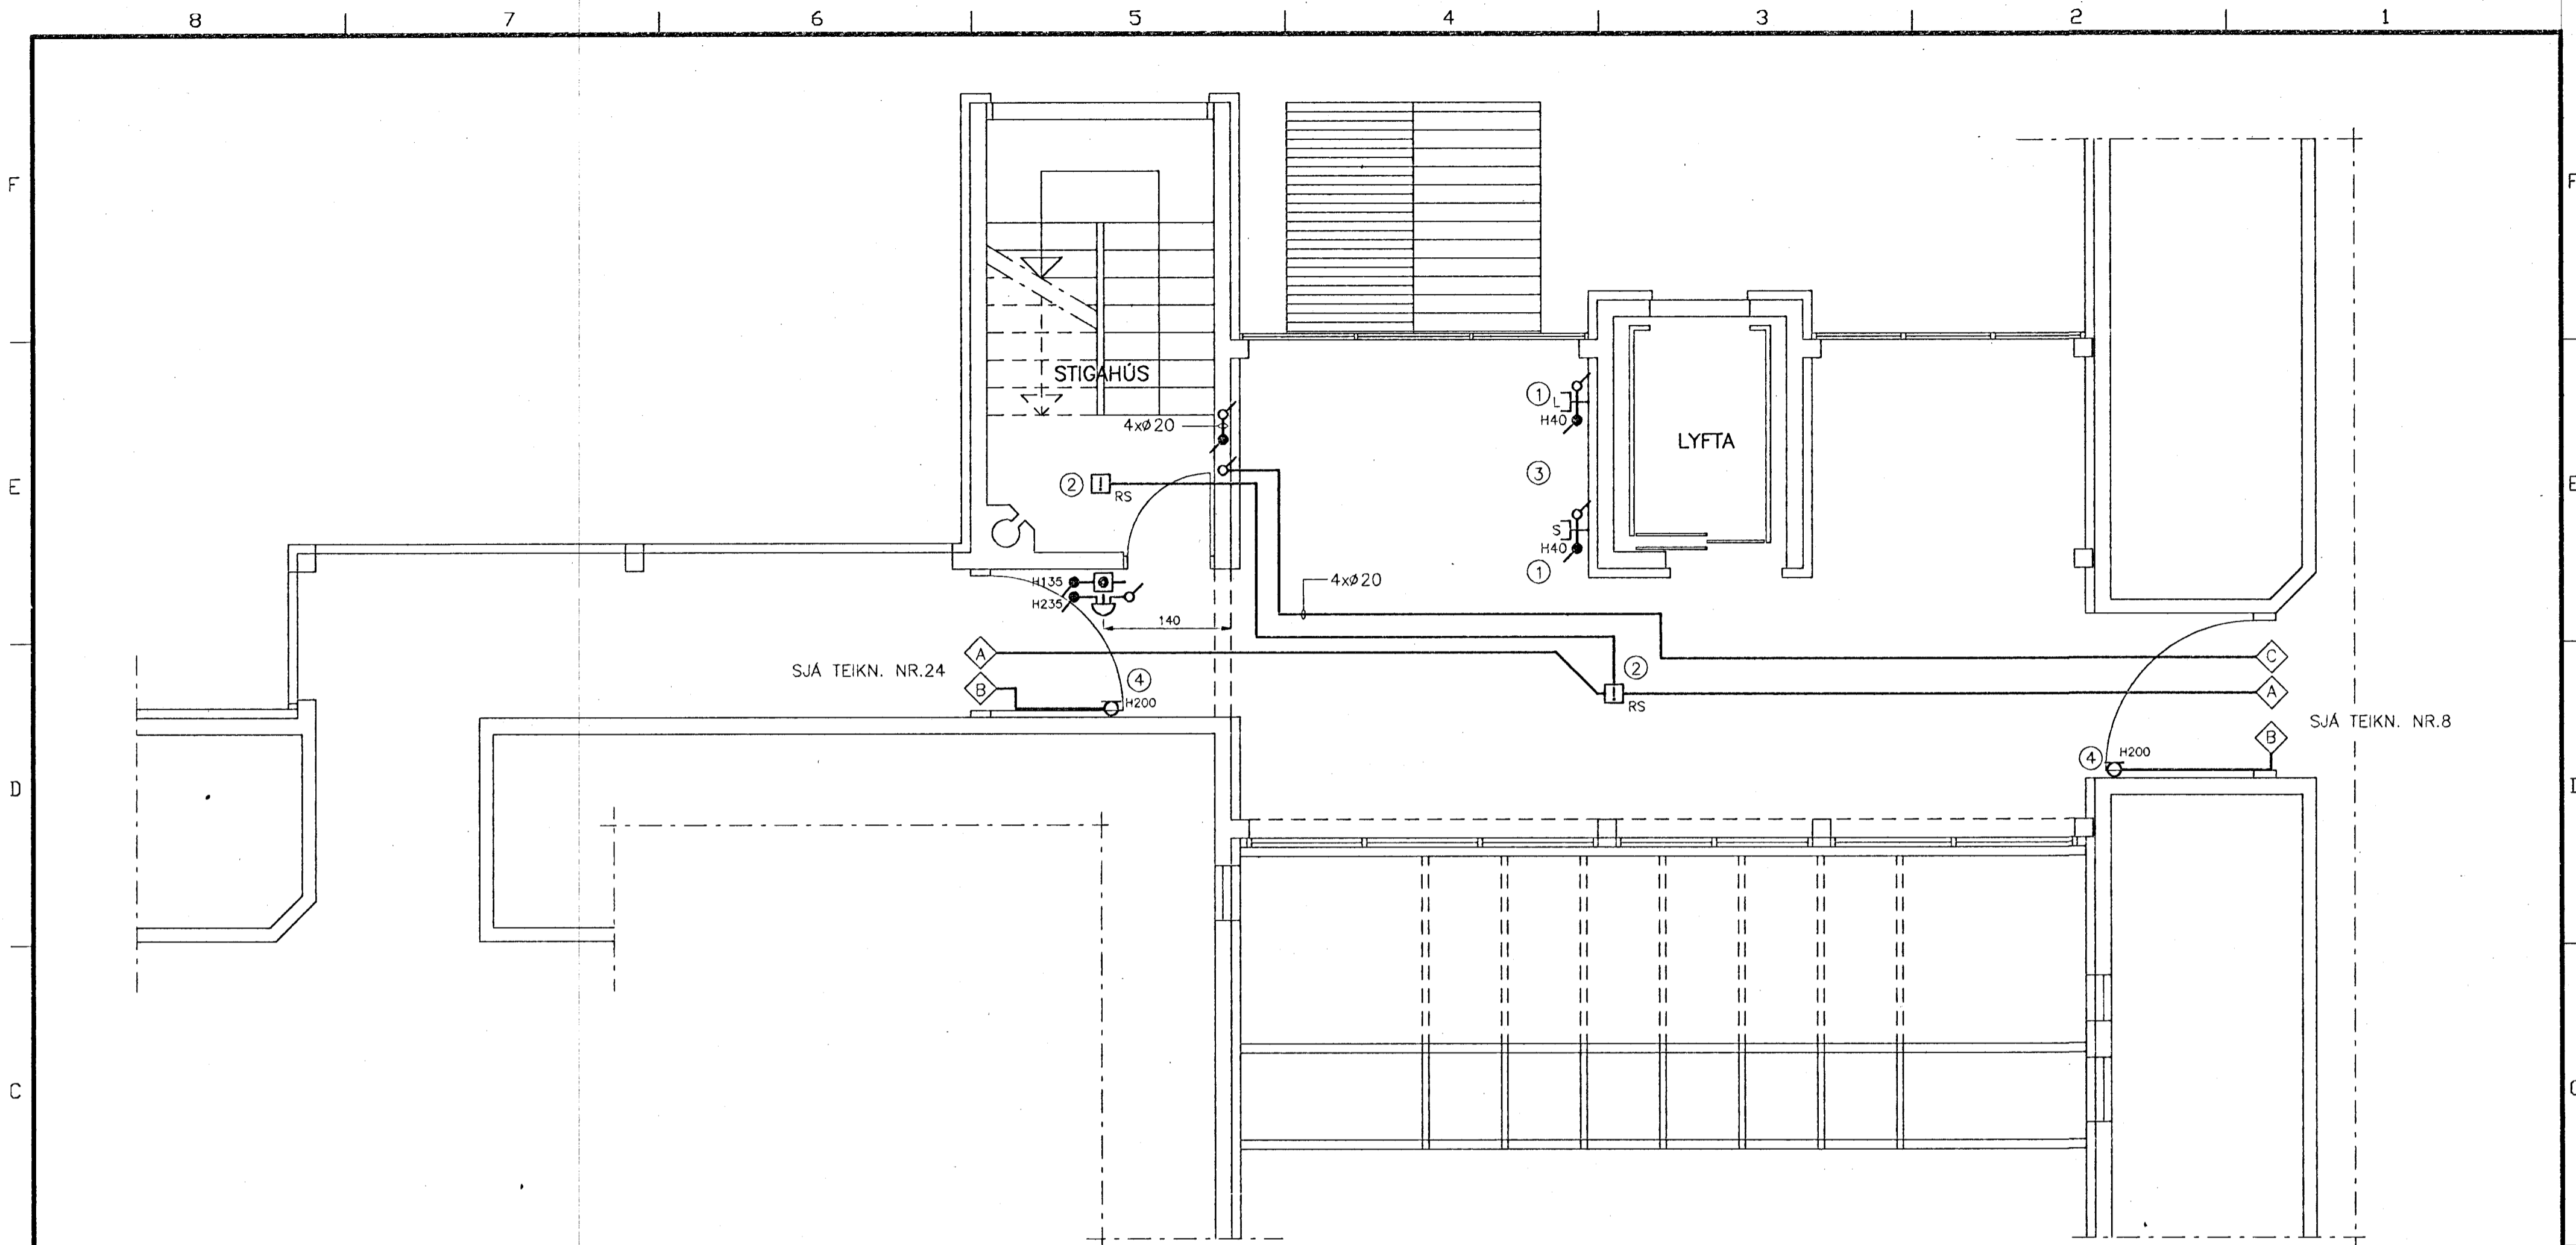 8 7 6 5 4 3 2 1
F F
STIGAHÚS
4xø20
1 L
H40
LYFTA
E E
2 ! RS
3
S
H40
1
H135
H235
4xø20
140
A
C
SJÁ TEIKN. NR.24
2
B
4
! RS
A
H200
SJÁ TEIKN. NR.8
B
4 H200
D
C